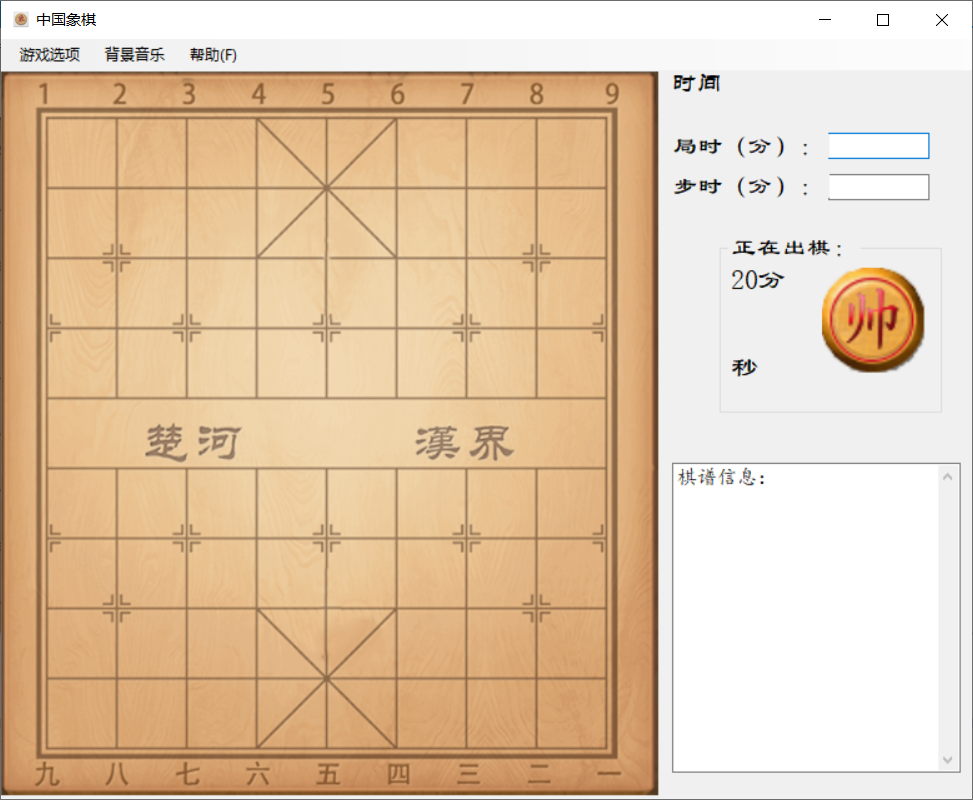 中国象棋
游戏选项 背景音乐 帮助(F)
1 2 3 4 5 6 7 8 9
楚河 漢界
九 八 七 六 五 四 三 二 一
时间
局时（分）：
步时（分）：
正在出棋：
20分
帅
秒
棋谱信息：